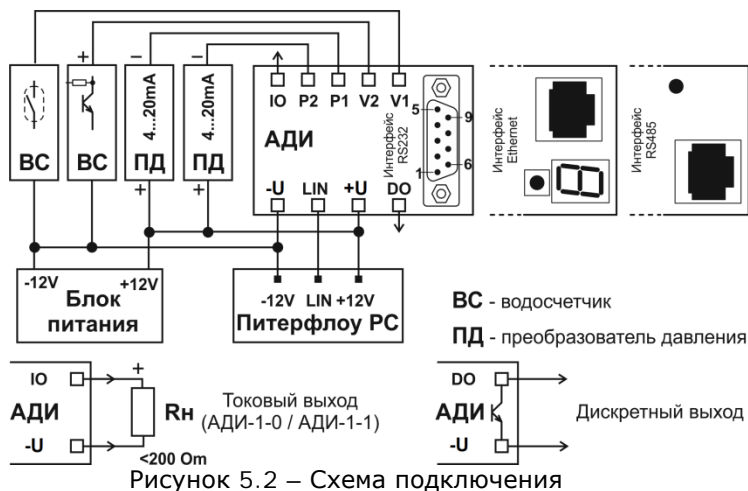 + − −
IO P2 P1 V2 V1
4...20mA
4...20mA
АДИ
Интерфейс
RS232
5
9
6
1
Интерфейс
Ethernet
Интерфейс
RS485
ВС ВС ПД ПД
+ +
-U LIN +U DO
-12V +12V
Блок
питания
-12V LIN +12V
Питерфлоу РС
ВС - водосчетчик
ПД - преобразователь давления
IO
АДИ
-U
+
Rн
<200 Om
Токовый выход
(АДИ-1-0 / АДИ-1-1)
DO
АДИ
-U
Дискретный выход
Рисунок 5.2 – Схема подключения